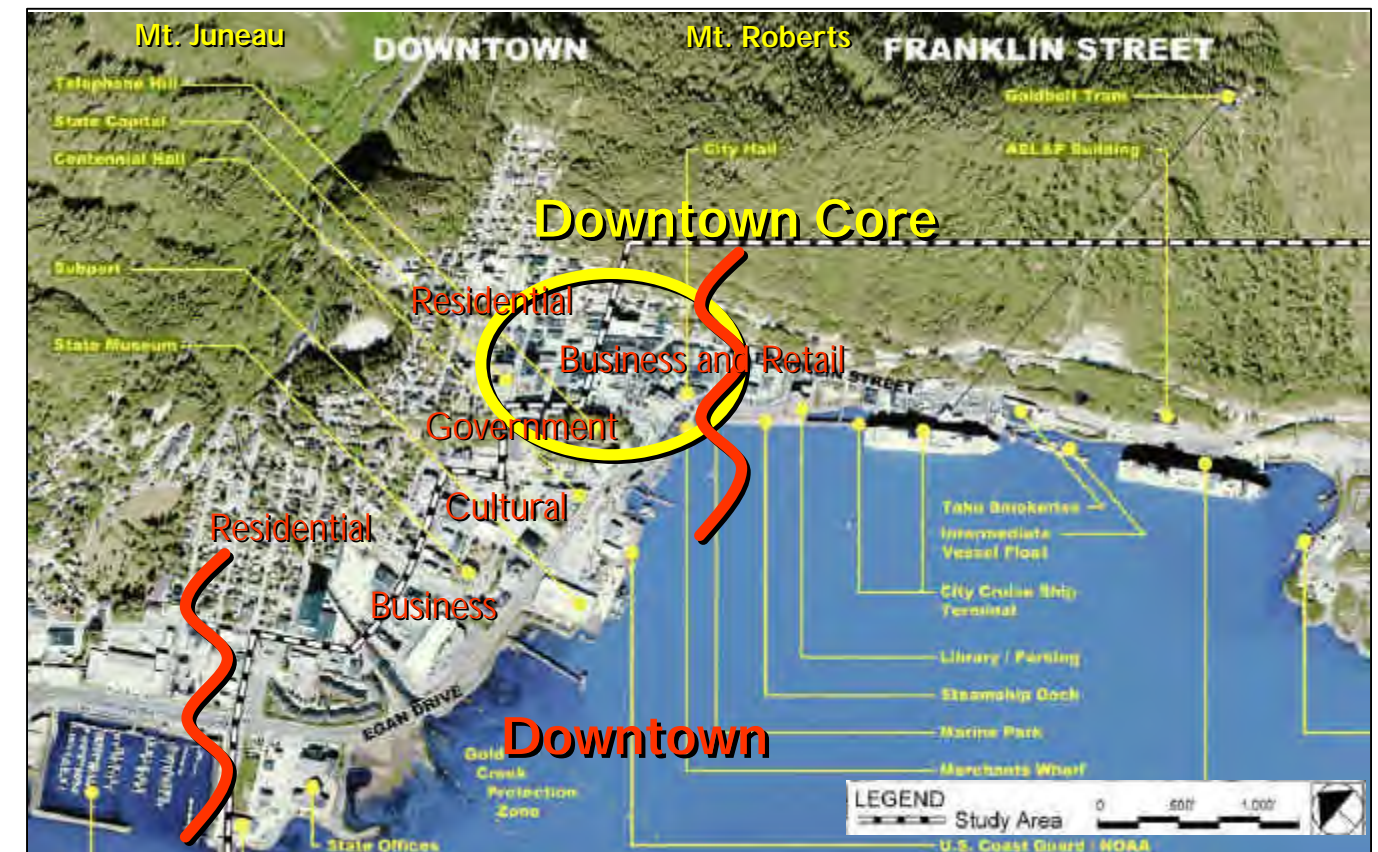 Mt. Juneau
DOWNTOWN
Mt. Roberts
FRANKLIN STREET
Telephone Hill
State Capital
Centennial Hall
Subport
State Museum
City Hall
Goldbelt Tram
Building
Downtown Core
Residential
Business and Retail
STREET
Government
Cultural
Residential
Business
EGAN DRIVE
Downtown
Gold
Creek
Protection
Zone
State Offices
Taku Smokeries
Intermediate
Vessel Float
City Cruise Ship
Terminal
Library / Parking
Steamship Dock
Marine Park
Merchants Wharf
U.S. Coast Guard / NOAA
LEGEND
Study Area
0 500' 1,000'